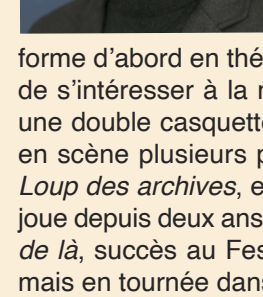 forme d’abord en thé
de s’intéresser à la
une double casquett
en scène plusieurs
Loup des archives,
joue depuis deux ans
de là, succès au Fes
mais en tournée dans